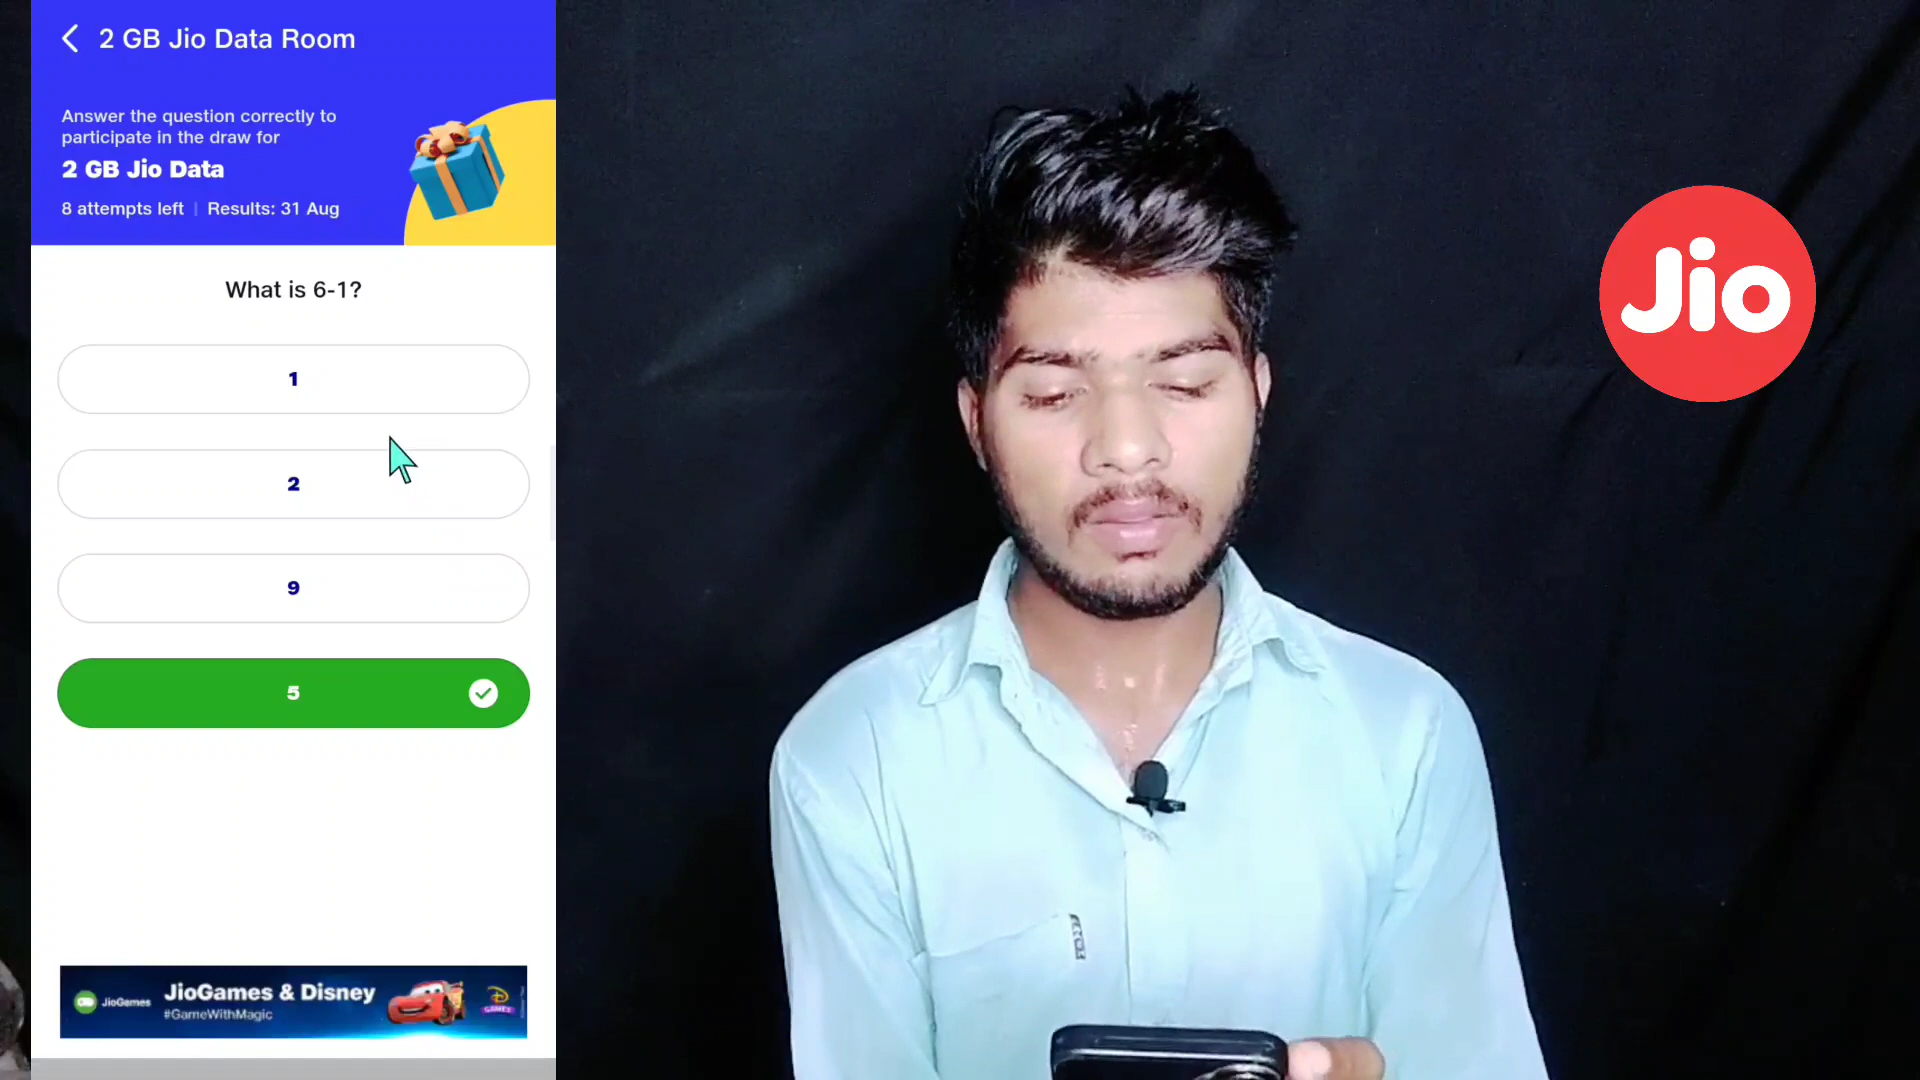 2 GB Jio Data Room
Answer the question correctly to
participate in the draw for
2 GB Jio Data
8 attempts left | Results: 31 Aug
What is 6-1?
1
2
9
5
JioGames
JioGames & Disney
#GameWithMagic
D
GAMES
Jio